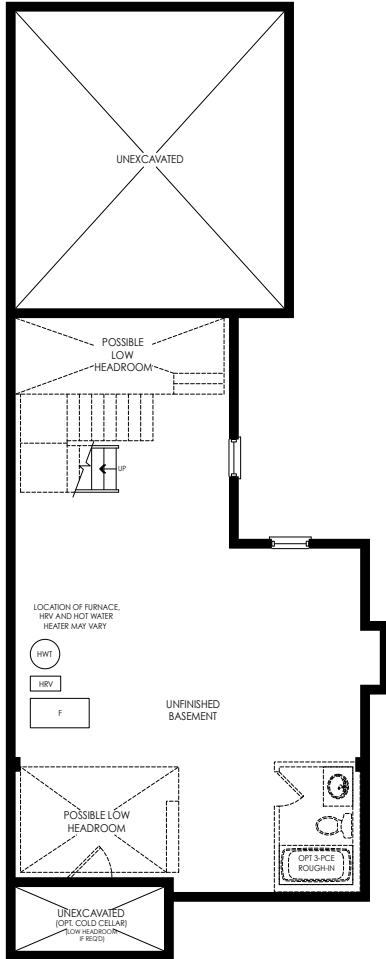 UNEXCAVATED
POSSIBLE
LOW
HEADROOM
UP
LOCATION OF FURNACE,
HRV AND HOT WATER
HEATER MAY VARY
HWT
HRV
F
UNFINISHED
BASEMENT
POSSIBLE LOW
HEADROOM
OPT 3-PCE
ROUGH-IN
UNEXCAVATED
(OPT. COLD CELLAR)
(LOW HEADROOM
IF REQ'D)